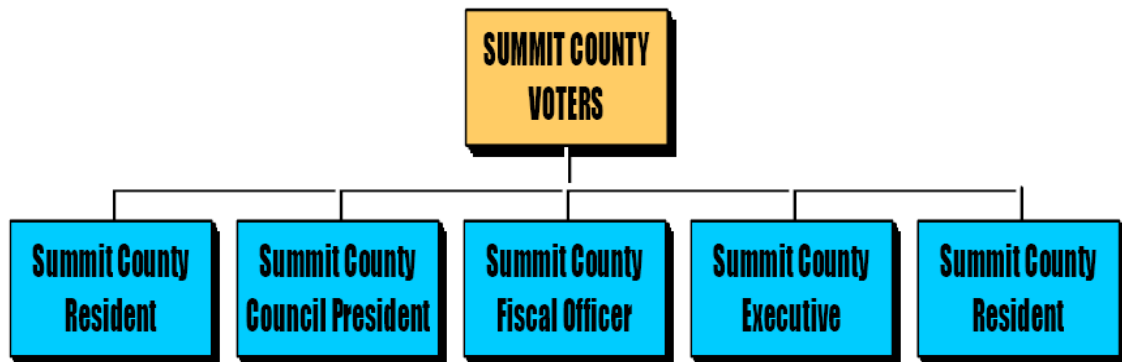 SUMMIT COUNTY
VOTERS
Summit County
Resident
Summit County
Council President
Summit County
Fiscal Officer
Summit County
Executive
Summit County
Resident